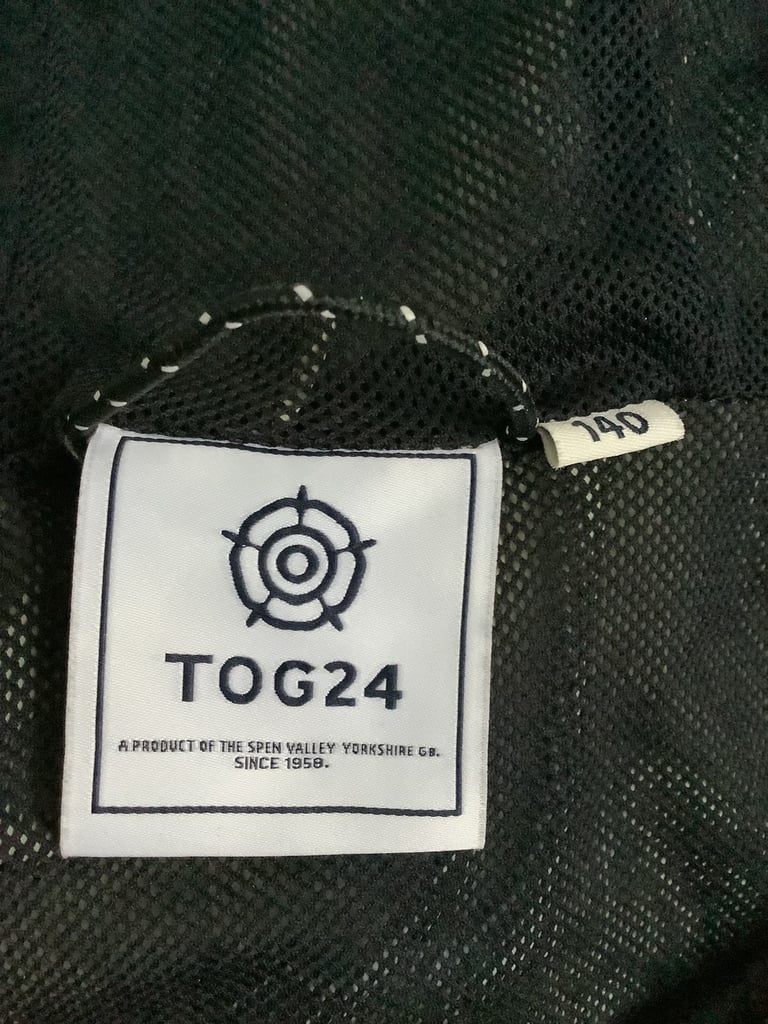 140
TOG24
A PRODUCT OF THE SPEN VALLEY YORKSHIRE GB.
SINCE 1958.